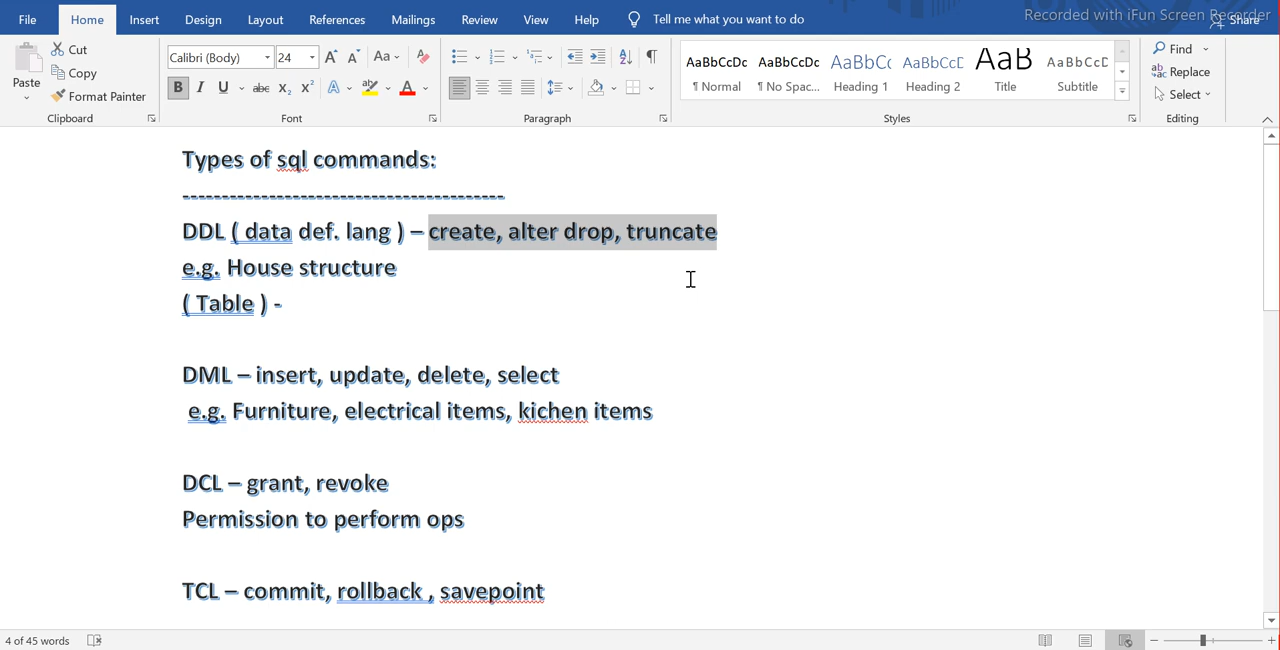 File Home Insert Design Layout References Mailings Review View Help Tell me what you want to do Share
Recorded with iFun Screen Recorder
Paste Cut Copy Format Painter
Calibri (Body) 24
AaBbCcDc AaBbCcDc AaBbCc AaBbCcD AaB AaBbCcD
¶ Normal ¶ No Spac... Heading 1 Heading 2 Title Subtitle
Find Replace Select
Clipboard Font Paragraph Styles Editing
Types of sql commands:
-----------------------------------------
DDL ( data def. lang ) – create, alter drop, truncate
e.g. House structure
( Table ) -
DML – insert, update, delete, select
e.g. Furniture, electrical items, kichen items
DCL – grant, revoke
Permission to perform ops
TCL – commit, rollback , savepoint
4 of 45 words